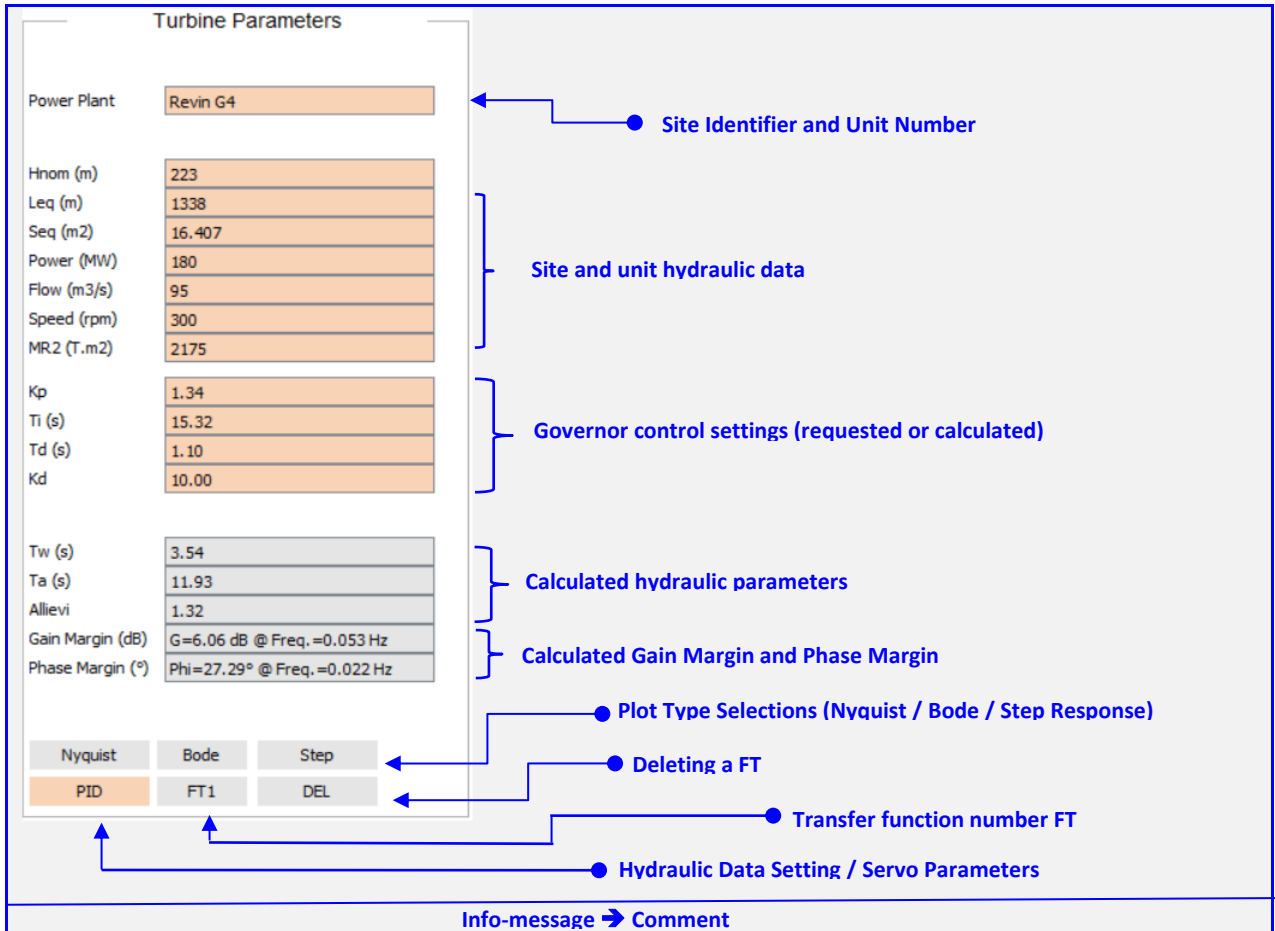 Turbine Parameters
Power Plant Revin G4
Site Identifier and Unit Number
Hnom (m) 223
Leq (m) 1338
Seq (m2) 16.407
Power (MW) 180
Site and unit hydraulic data
Flow (m3/s) 95
Speed (rpm) 300
MR2 (T.m2) 2175
Kp 1.34
Ti (s) 15.32
Governor control settings (requested or calculated)
Td (s) 1.10
Kd 10.00
Tw (s) 3.54
Ta (s) 11.93
Calculated hydraulic parameters
Allievi 1.32
Gain Margin (dB) G=6.06 dB @ Freq.=0.053 Hz
Calculated Gain Margin and Phase Margin
Phase Margin (°) Phi=27.29° @ Freq.=0.022 Hz
Plot Type Selections (Nyquist / Bode / Step Response)
Nyquist Bode Step
Deleting a FT
PID FT1 DEL
Transfer function number FT
Hydraulic Data Setting / Servo Parameters
Info-message ➔ Comment